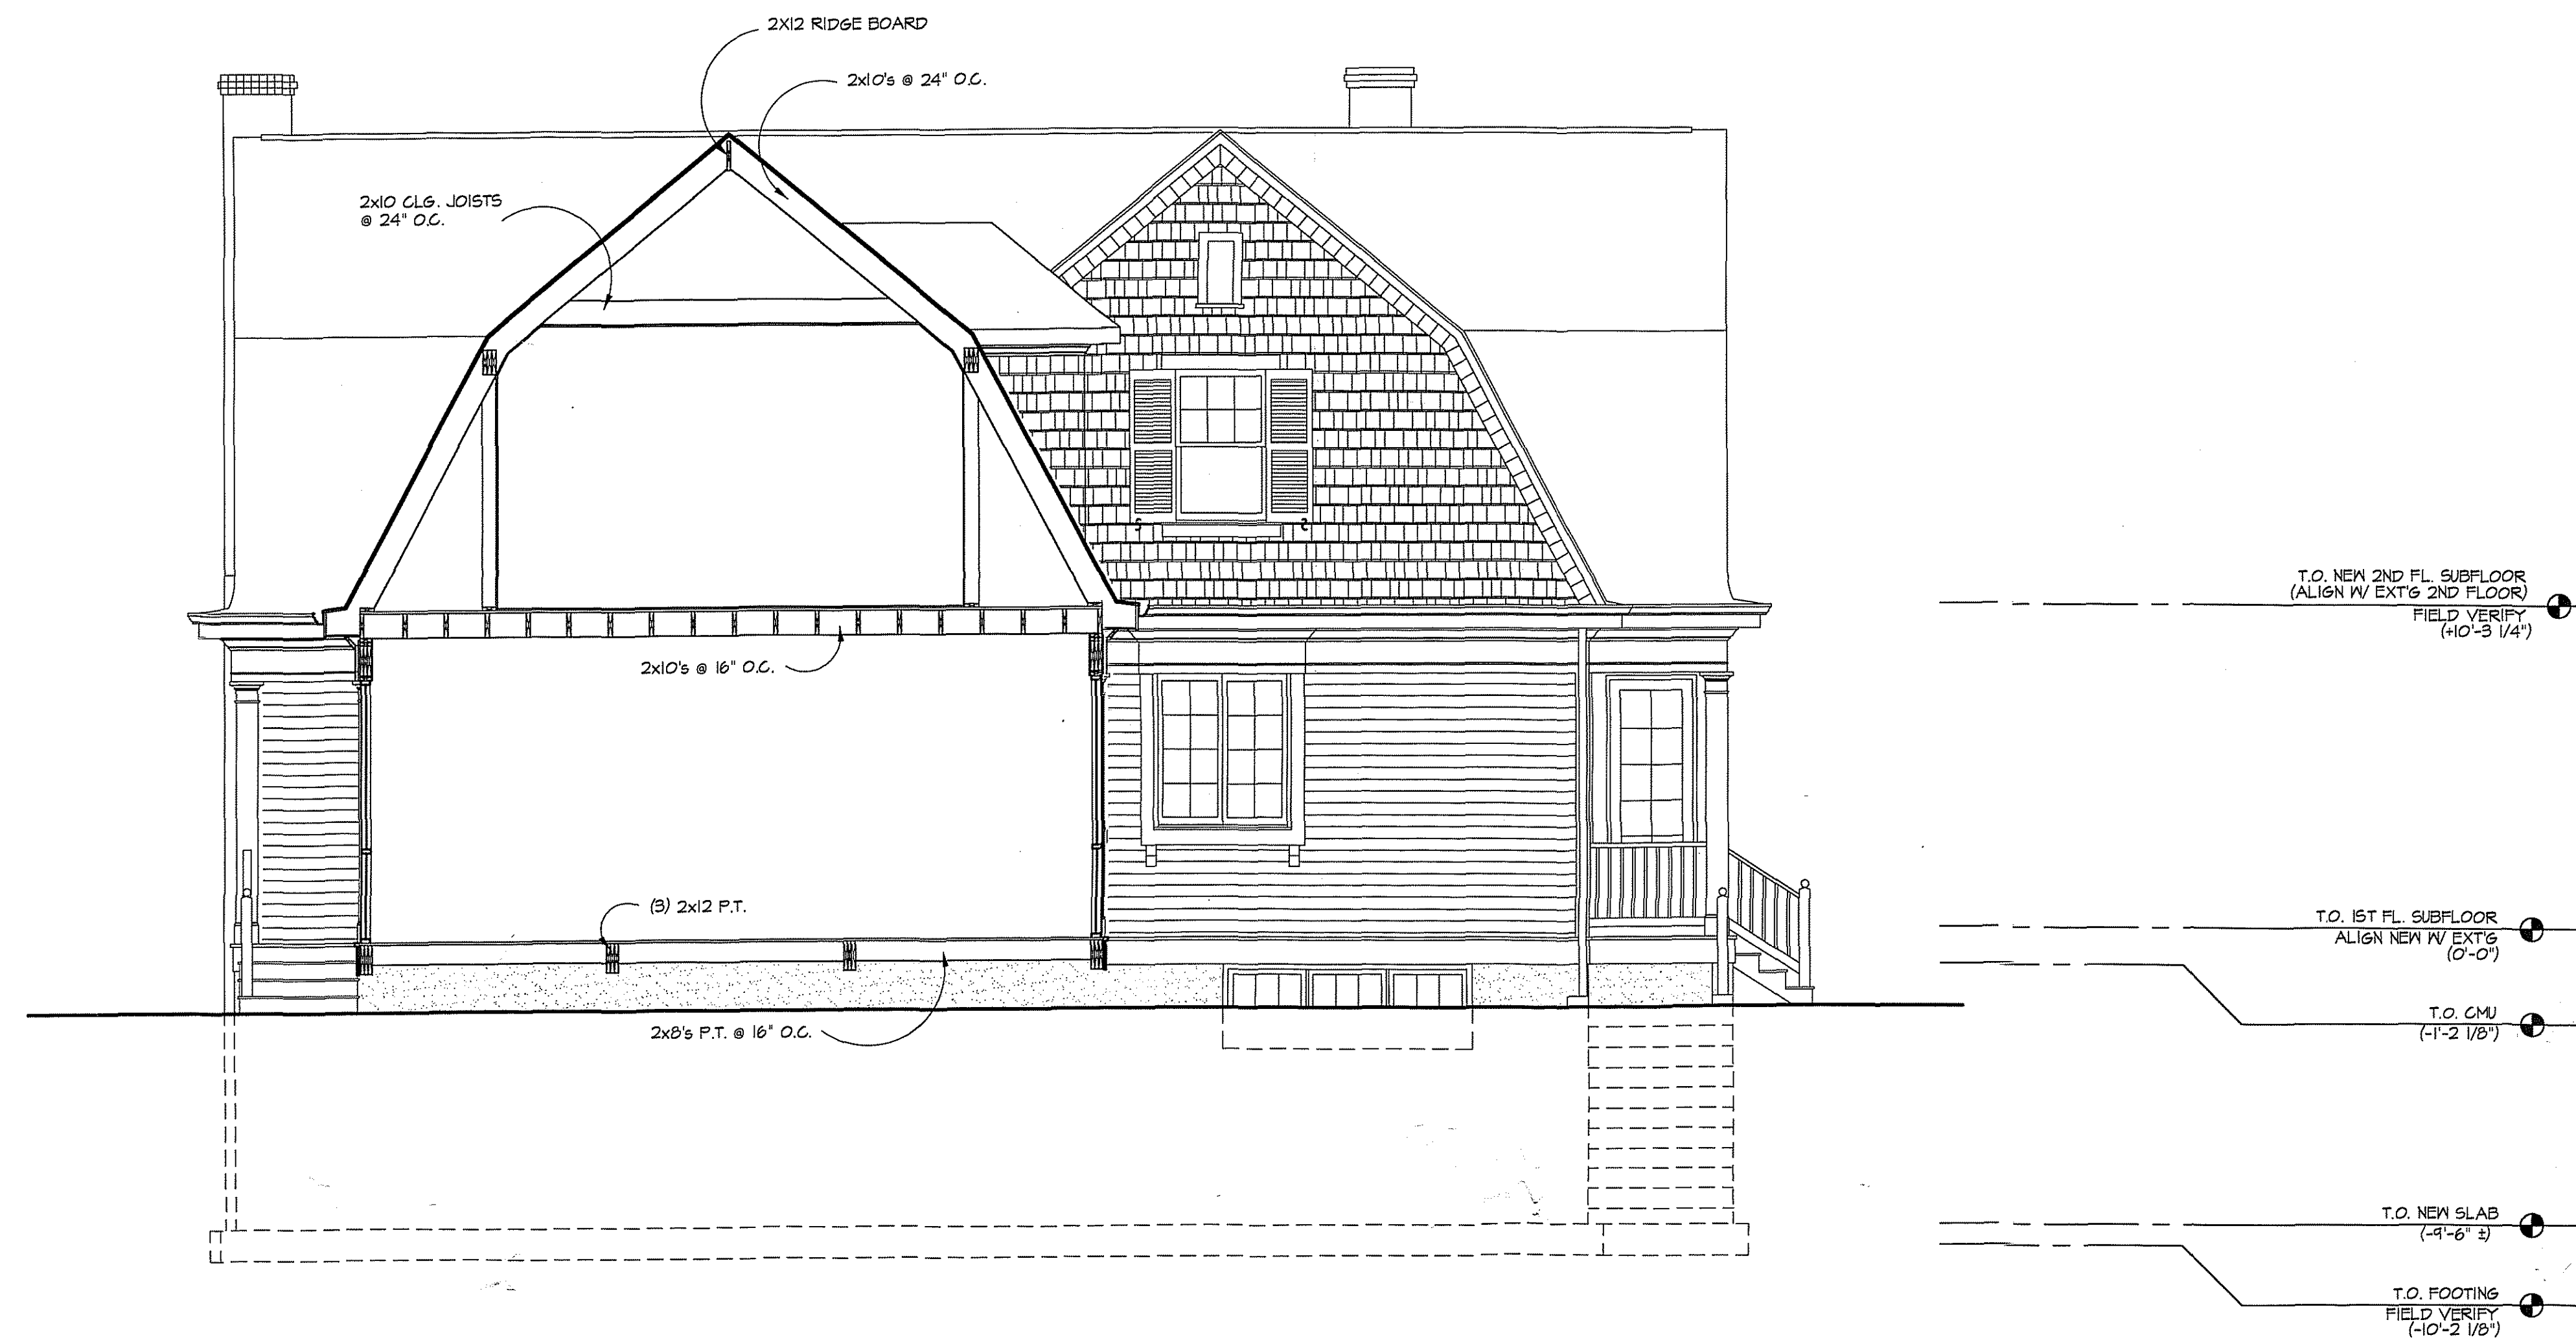 2X12 RIDGE BOARD
2x10's @ 24" O.C.
2x10 CLG. JOISTS
@ 24" O.C.
T.O. NEW 2ND FL. SUBFLOOR
(ALIGN W/ EXT'G 2ND FLOOR)
FIELD VERIFY
(+10'-3 1/4")
2x10's @ 16" O.C.
(3) 2x12 P.T.
T.O. 1ST FL. SUBFLOOR
ALIGN NEW W/ EXT'G
(0'-0")
T.O. CMU
(-1'-2 1/8")
2x8's P.T. @ 16" O.C.
T.O. NEW SLAB
(-9'-6" ±)
T.O. FOOTING
FIELD VERIFY
(-10'-2 1/8")